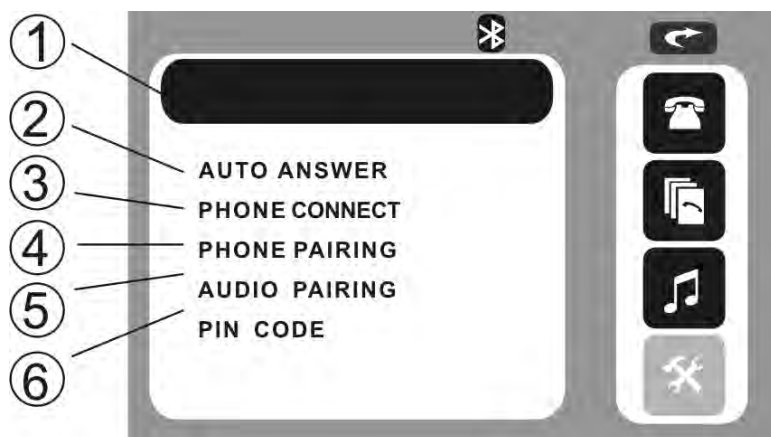 1
2
3
4
5
6
AUTO ANSWER
PHONE CONNECT
PHONE PAIRING
AUDIO PAIRING
PIN CODE